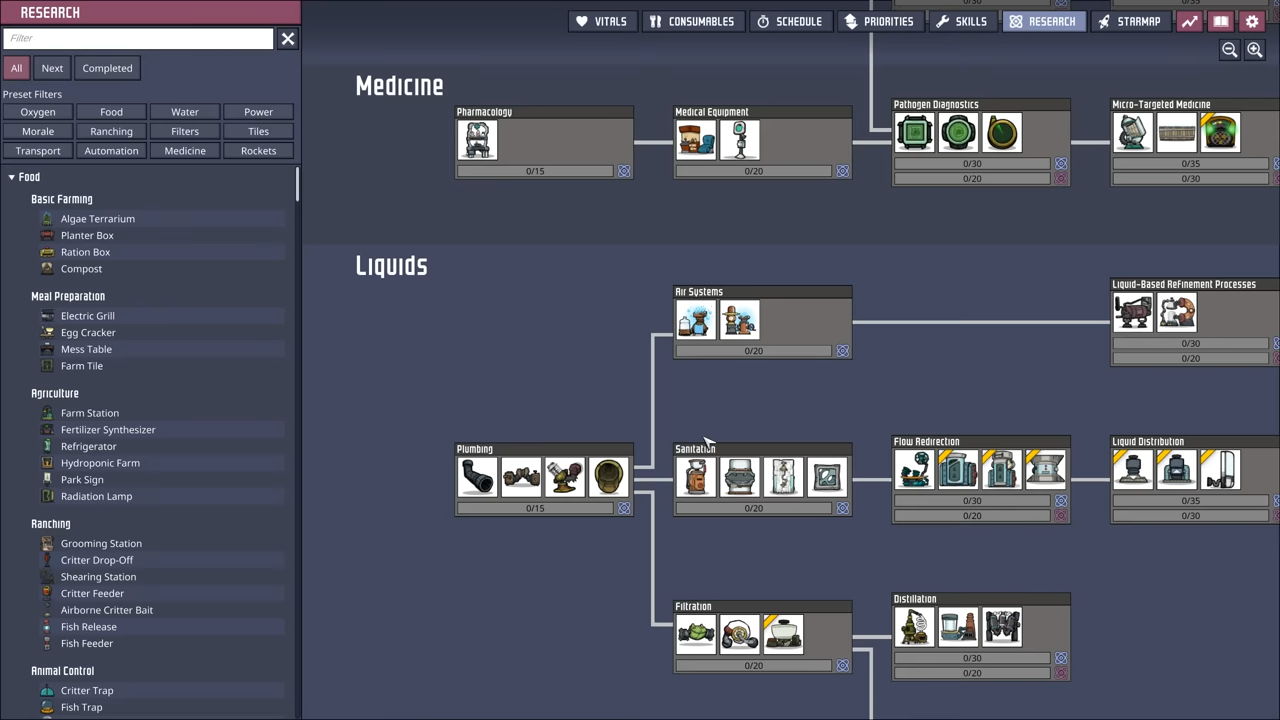 RESEARCH
Filter
All
Next
Completed
Preset Filters
Oxygen
Food
Water
Power
Morale
Ranching
Filters
Tiles
Transport
Automation
Medicine
Rockets
Food
Basic Farming
Algae Terrarium
Planter Box
Ration Box
Compost
Meal Preparation
Electric Grill
Egg Cracker
Mess Table
Farm Tile
Agriculture
Farm Station
Fertilizer Synthesizer
Refrigerator
Hydroponic Farm
Park Sign
Radiation Lamp
Ranching
Grooming Station
Critter Drop-Off
Shearing Station
Critter Feeder
Airborne Critter Bait
Fish Release
Fish Feeder
Animal Control
Critter Trap
Fish Trap
VITALS
CONSUMABLES
SCHEDULE
PRIORITIES
SKILLS
RESEARCH
STARMAP
Medicine
Pharmacology
0/15
Medical Equipment
0/20
Pathogen Diagnostics
0/30
0/20
Micro-Targeted Medicine
0/35
0/30
Liquids
Air Systems
0/20
Liquid-Based Refinement Processes
0/30
0/20
Plumbing
0/15
Sanitation
0/20
Flow Redirection
0/30
0/20
Liquid Distribution
0/35
0/30
Filtration
0/20
Distillation
0/30
0/20